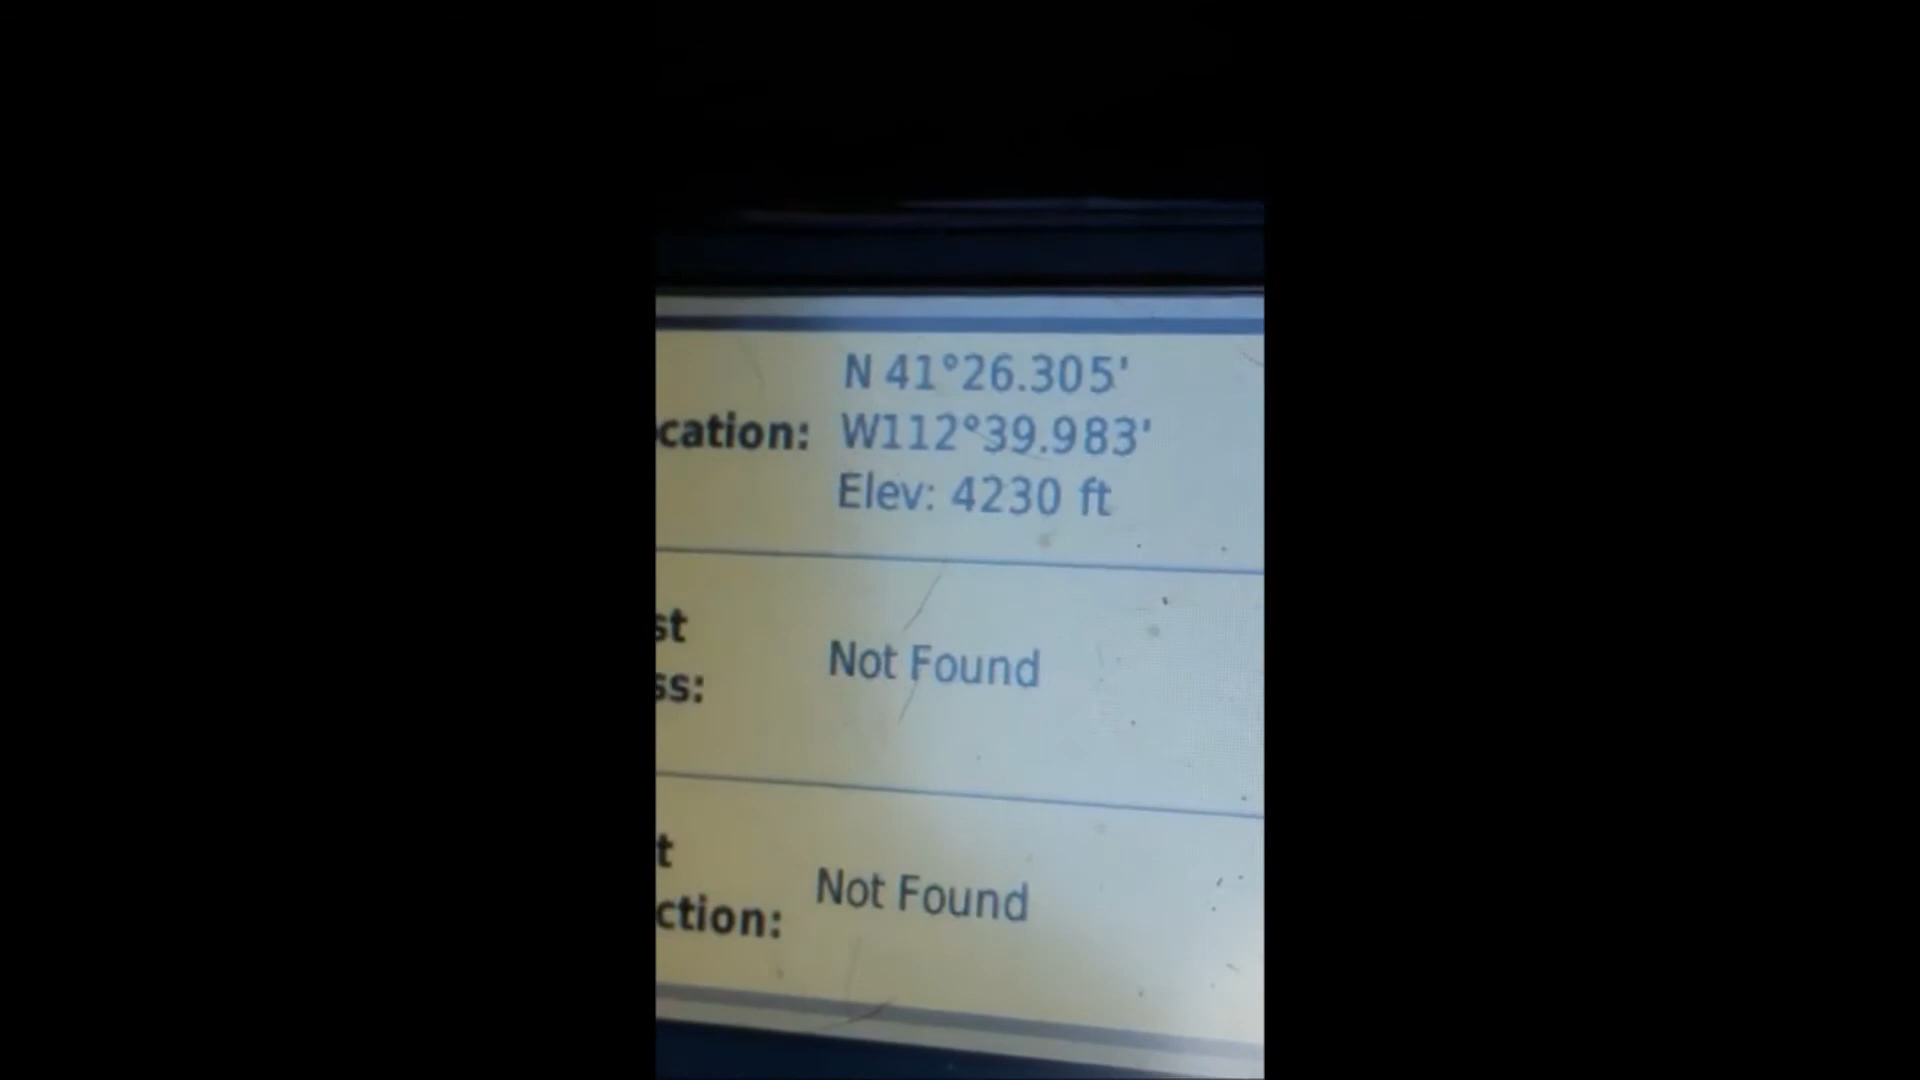 N 41°26.305'
cation: W112°39.983'
Elev: 4230 ft
st
ss: Not Found
t
ction: Not Found